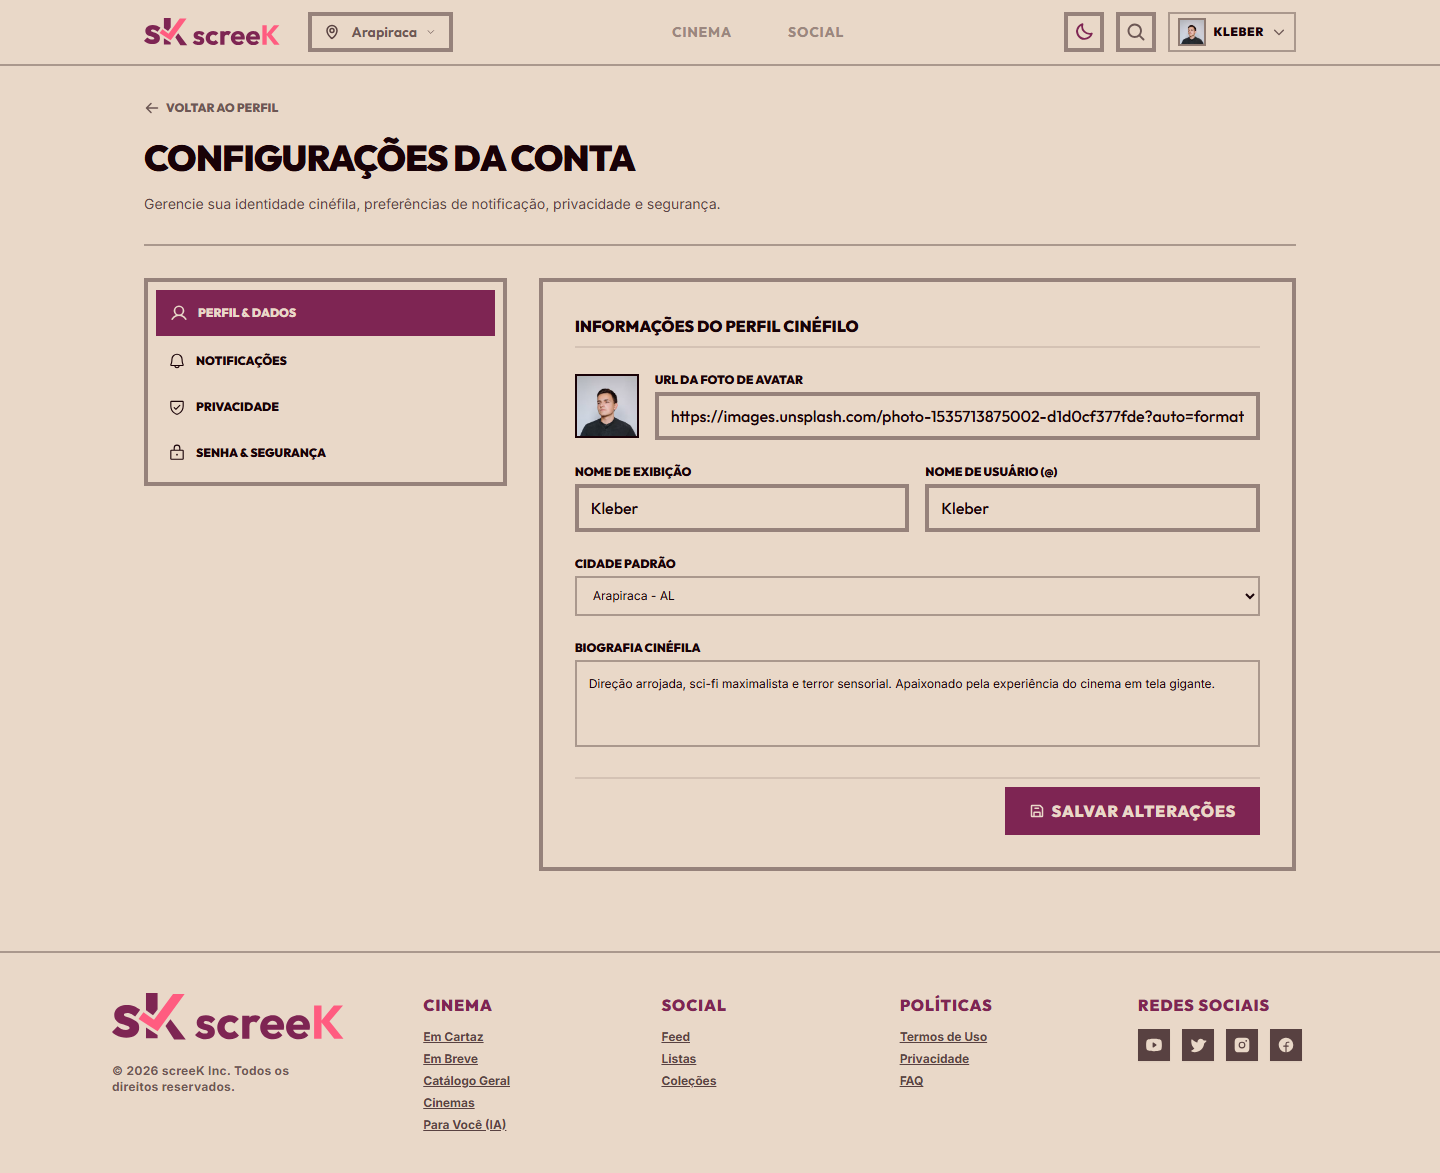 sK screeK
Arapiraca
CINEMA
SOCIAL
KLEBER
VOLTAR AO PERFIL
CONFIGURAÇÕES DA CONTA
Gerencie sua identidade cinéfila, preferências de notificação, privacidade e segurança.
PERFIL & DADOS
NOTIFICAÇÕES
PRIVACIDADE
SENHA & SEGURANÇA
INFORMAÇÕES DO PERFIL CINÉFILO
URL DA FOTO DE AVATAR
https://images.unsplash.com/photo-1535713875002-d1d0cf377fde?auto=format
NOME DE EXIBIÇÃO
Kleber
NOME DE USUÁRIO (@)
Kleber
CIDADE PADRÃO
Arapiraca - AL
BIOGRAFIA CINÉFILA
Direção arrojada, sci-fi maximalista e terror sensorial. Apaixonado pela experiência do cinema em tela gigante.
SALVAR ALTERAÇÕES
sK screeK
© 2026 screeK Inc. Todos os
direitos reservados.
CINEMA
Em Cartaz
Em Breve
Catálogo Geral
Cinemas
Para Você (IA)
SOCIAL
Feed
Listas
Coleções
POLÍTICAS
Termos de Uso
Privacidade
FAQ
REDES SOCIAIS